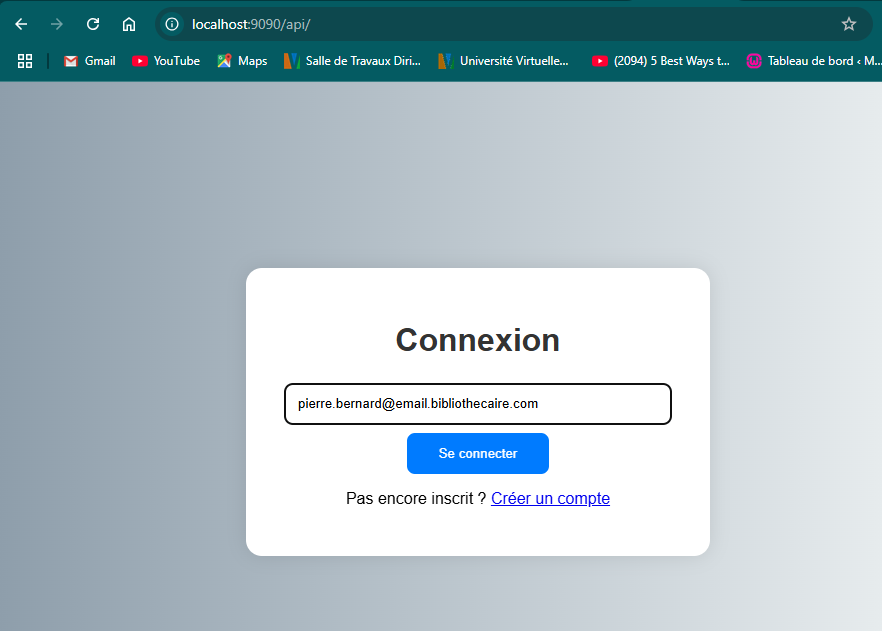 localhost:9090/api/
Gmail YouTube Maps Salle de Travaux Diri... Université Virtuelle... (2094) 5 Best Ways t... Tableau de bord ‹ M...
Connexion
pierre.bernard@email.bibliothecaire.com
Se connecter
Pas encore inscrit ? Créer un compte